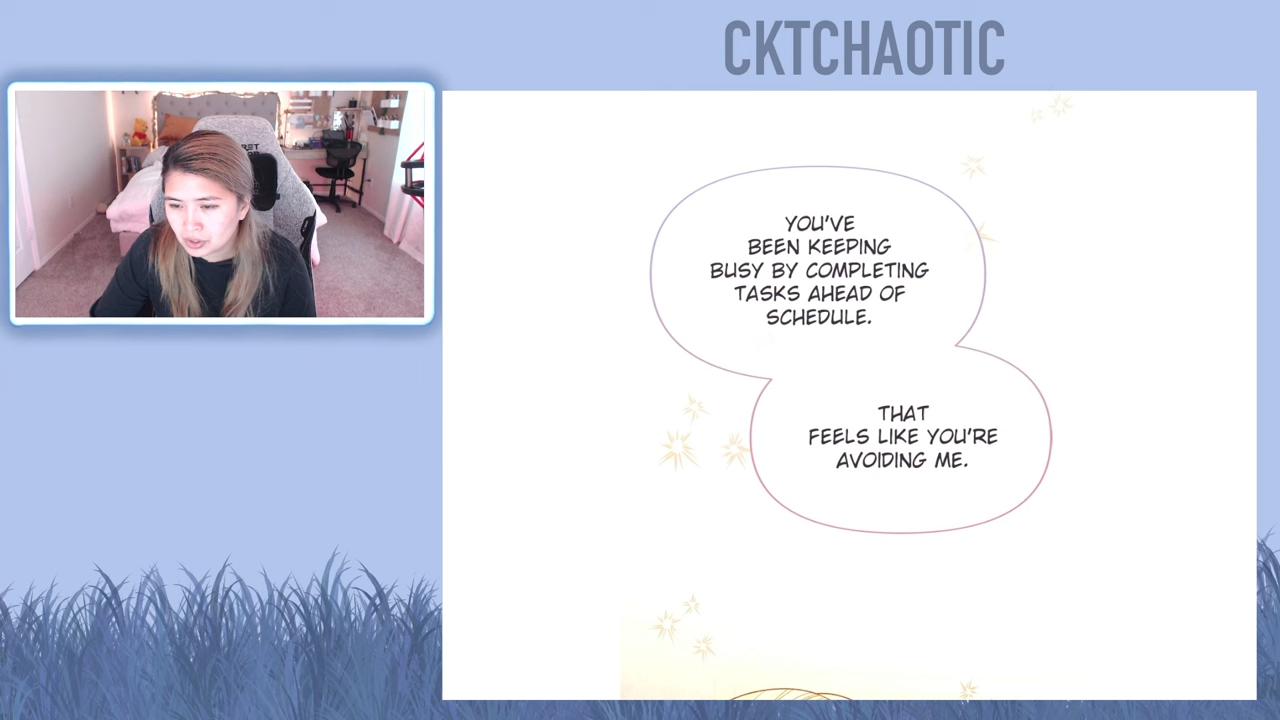 CKTCHAOTIC
YOU'VE
BEEN KEEPING
BUSY BY COMPLETING
TASKS AHEAD OF
SCHEDULE.
THAT
FEELS LIKE YOU'RE
AVOIDING ME.